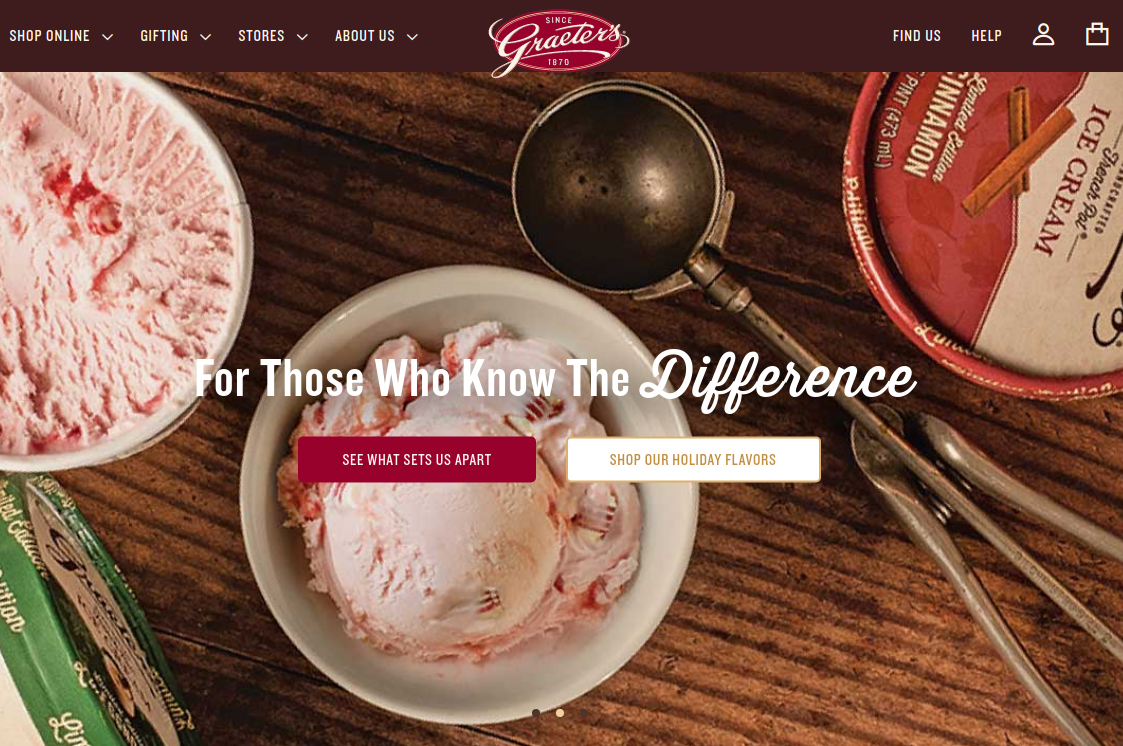 SHOP ONLINE
GIFTING
STORES
ABOUT US
SINCE
Graeter's
1870
FIND US
HELP
Limited Edition
CINNAMON
PINT (473 mL)
HANDCRAFTED
French Pot®
ICE CREAM
For Those Who Know The Difference
SEE WHAT SETS US APART
SHOP OUR HOLIDAY FLAVORS